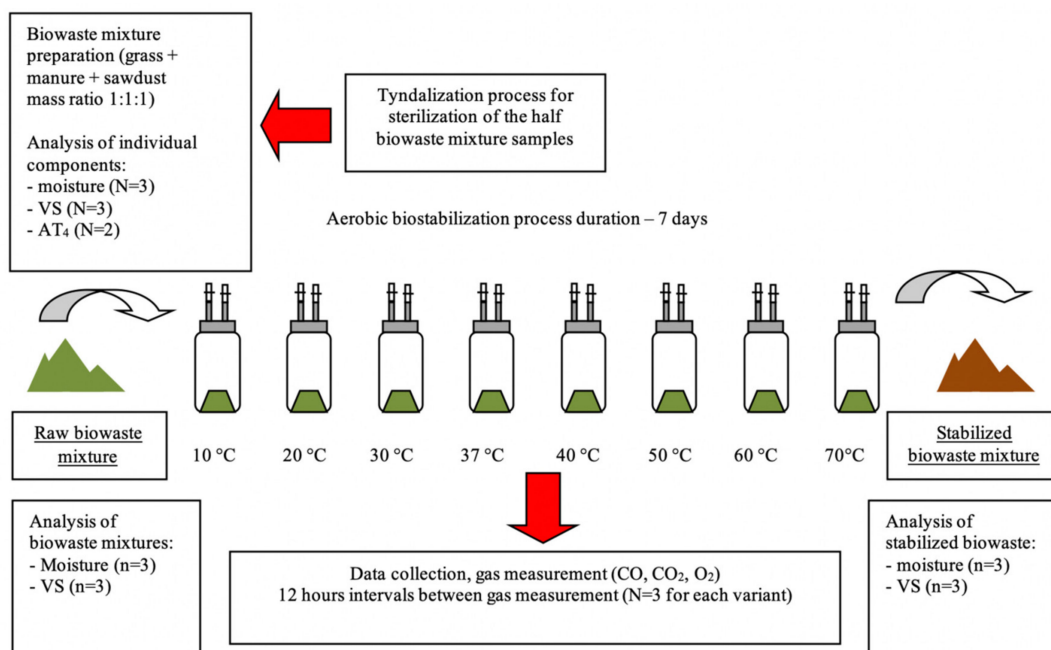 Biowaste mixture
preparation (grass +
manure + sawdust
mass ratio 1:1:1)
Analysis of individual
components:
- moisture (N=3)
- VS (N=3)
- AT₄ (N=2)
Tyndalization process for
sterilization of the half
biowaste mixture samples
Aerobic biostabilization process duration – 7 days
Raw biowaste
mixture
10 °C
20 °C
30 °C
37 °C
40 °C
50 °C
60 °C
70°C
Stabilized
biowaste mixture
Analysis of
biowaste mixtures:
- Moisture (n=3)
- VS (n=3)
Data collection, gas measurement (CO, CO₂, O₂)
12 hours intervals between gas measurement (N=3 for each variant)
Analysis of
stabilized biowaste:
- moisture (n=3)
- VS (n=3)